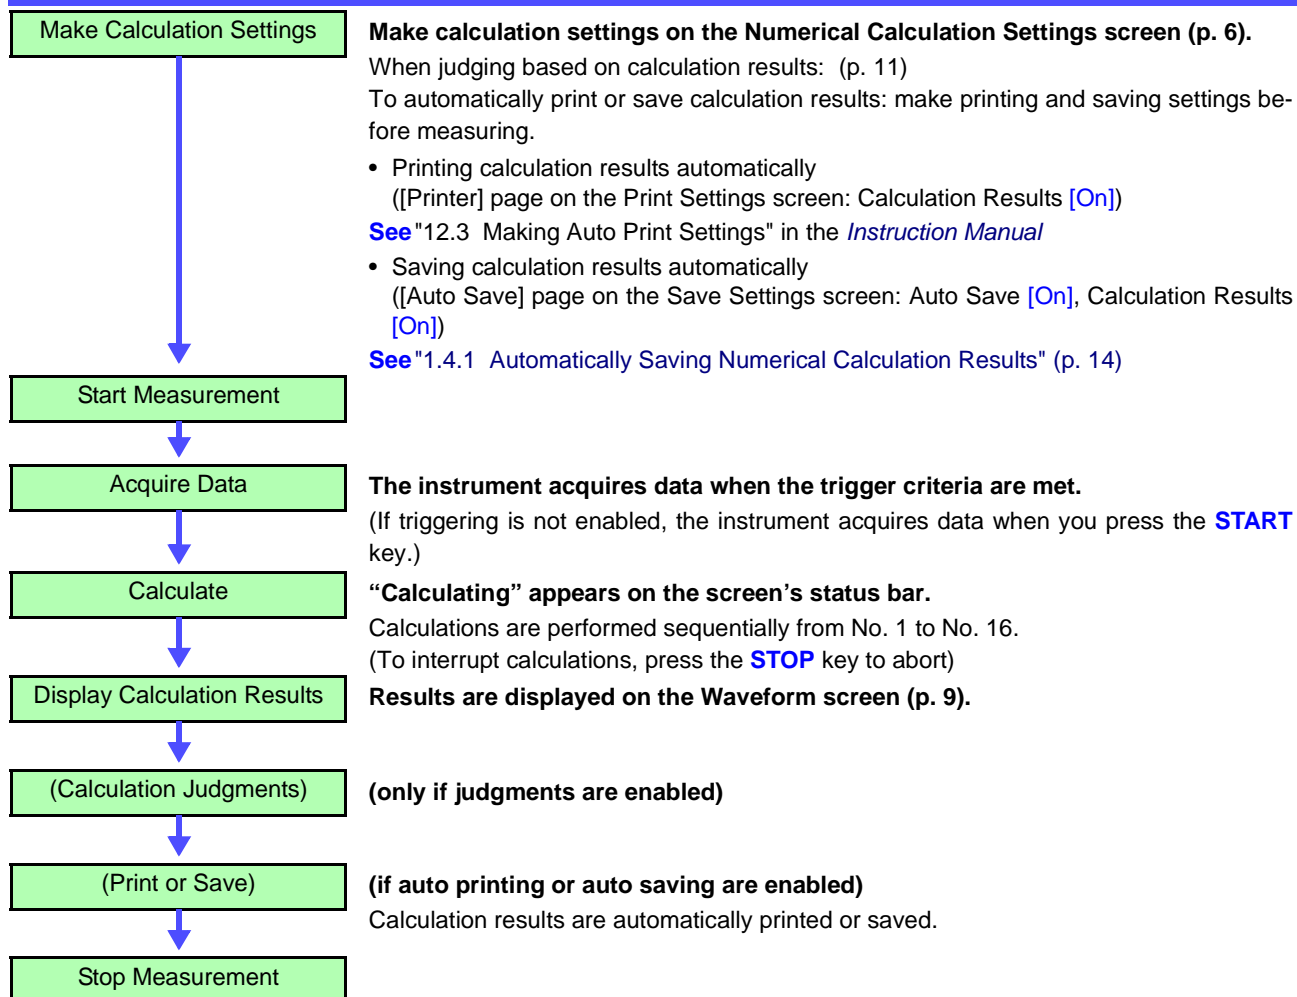 Make Calculation Settings
Make calculation settings on the Numerical Calculation Settings screen (p. 6).
When judging based on calculation results:  (p. 11)
To automatically print or save calculation results: make printing and saving settings be-
fore measuring.
• Printing calculation results automatically
([Printer] page on the Print Settings screen: Calculation Results [On])
See "12.3  Making Auto Print Settings" in the Instruction Manual
• Saving calculation results automatically
([Auto Save] page on the Save Settings screen: Auto Save [On], Calculation Results
[On])
See "1.4.1  Automatically Saving Numerical Calculation Results" (p. 14)
Start Measurement
Acquire Data
The instrument acquires data when the trigger criteria are met.
(If triggering is not enabled, the instrument acquires data when you press the START
key.)
Calculate
“Calculating” appears on the screen’s status bar.
Calculations are performed sequentially from No. 1 to No. 16.
(To interrupt calculations, press the STOP key to abort)
Display Calculation Results
Results are displayed on the Waveform screen (p. 9).
(Calculation Judgments)
(only if judgments are enabled)
(Print or Save)
(if auto printing or auto saving are enabled)
Calculation results are automatically printed or saved.
Stop Measurement